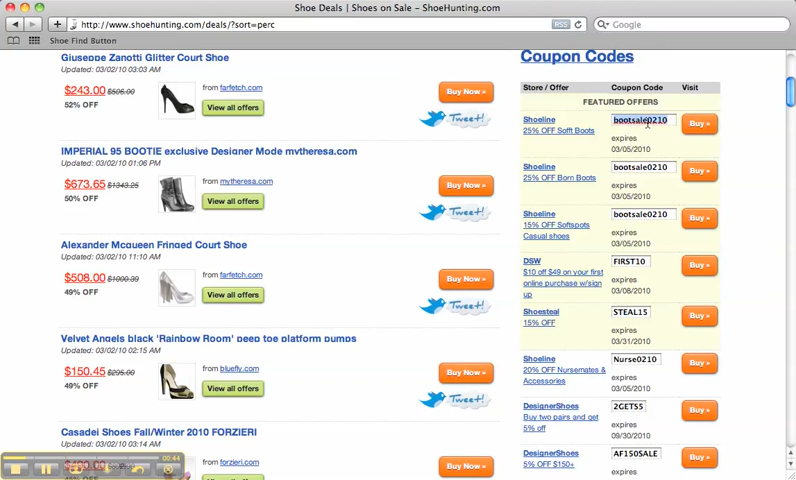 Shoe Deals | Shoes on Sale - ShoeHunting.com
http://www.shoehunting.com/deals/?sort=perc
RSS
Google
Shoe Find Button
Giuseppe Zanotti Glitter Court Shoe
Updated: 03/02/10 03:03 AM
$243.00 $506.00
52% OFF
from farfetch.com
View all offers
Buy Now »
Tweet!
IMPERIAL 95 BOOTIE exclusive Designer Mode mytheresa.com
Updated: 03/02/10 01:06 PM
$673.65 $1343.25
50% OFF
from mytheresa.com
View all offers
Buy Now »
Tweet!
Alexander Mcqueen Fringed Court Shoe
Updated: 03/02/10 11:10 AM
$508.00 $1000.39
49% OFF
from farfetch.com
View all offers
Buy Now »
Tweet!
Velvet Angels black 'Rainbow Room' peep toe platform pumps
Updated: 03/02/10 02:15 AM
$150.45 $295.00
49% OFF
from bluefly.com
View all offers
Buy Now »
Tweet!
Casadei Shoes Fall/Winter 2010 FORZIERI
Updated: 03/02/10 03:14 AM
from forzieri.com
Buy Now »
00:44
Coupon Codes
Store / Offer Coupon Code Visit
FEATURED OFFERS
Shoeline
25% OFF Sofft Boots
bootsale0210
expires
03/05/2010
Buy »
Shoeline
25% OFF Born Boots
bootsale0210
expires
03/05/2010
Buy »
Shoeline
15% OFF Softspots
Casual shoes
bootsale0210
expires
03/05/2010
Buy »
DSW
$10 off $49 on your first
online purchase w/sign
up
FIRST10
expires
03/08/2010
Buy »
Shoesteal
15% OFF
STEAL15
expires
03/31/2010
Buy »
Shoeline
20% OFF Nursemates &
Accessories
Nurse0210
expires
03/05/2010
Buy »
DesignerShoes
Buy two pairs and get
5% off
2GET55
expires
09/30/2010
Buy »
DesignerShoes
5% OFF $150+
AF150SALE
expires
Buy »